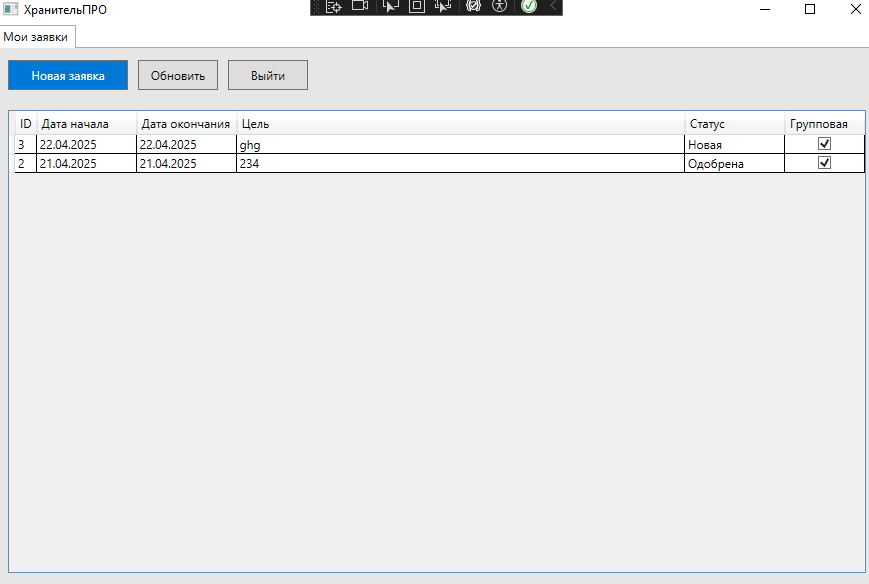 ХранительПРО
Мои заявки
Новая заявка Обновить Выйти
ID Дата начала Дата окончания Цель Статус Групповая
3 22.04.2025 22.04.2025 ghg Новая
2 21.04.2025 21.04.2025 234 Одобрена